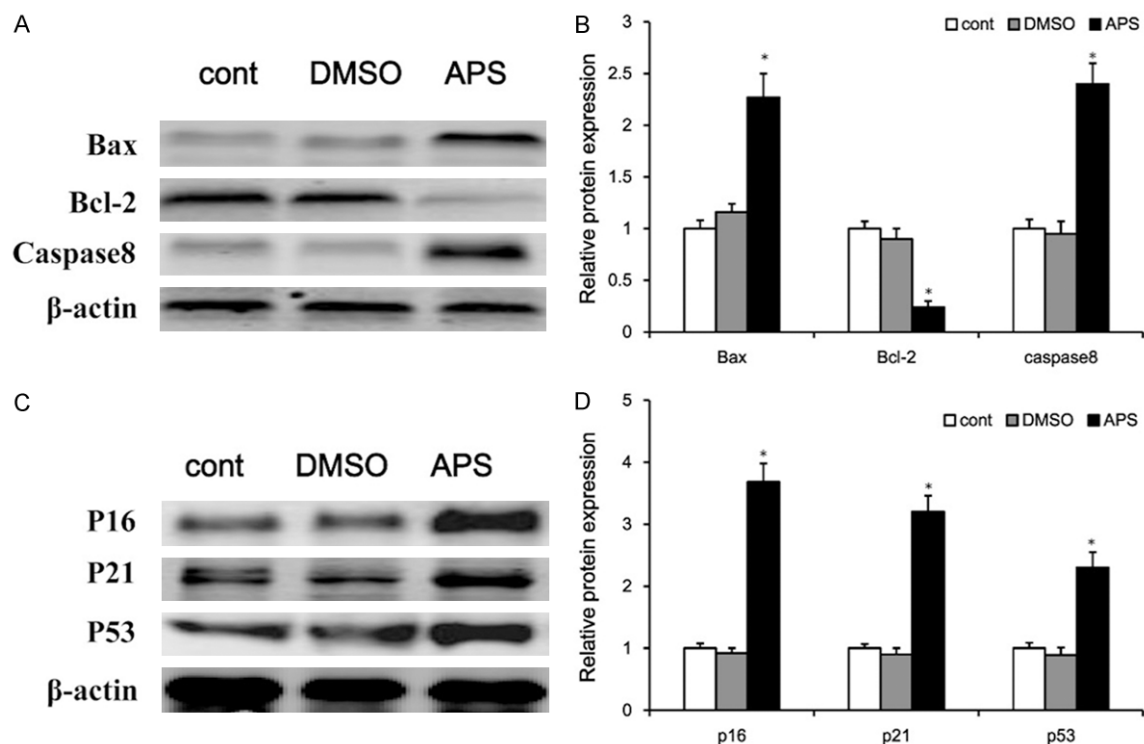 A
cont DMSO APS
Bax
Bcl-2
Caspase8
β-actin
B
cont DMSO APS
Relative protein expression
3
2.5
2
1.5
1
0.5
0
* * *
Bax Bcl-2 caspase8
C
cont DMSO APS
P16
P21
P53
β-actin
D
cont DMSO APS
Relative protein expression
5
4
3
2
1
0
* * *
p16 p21 p53